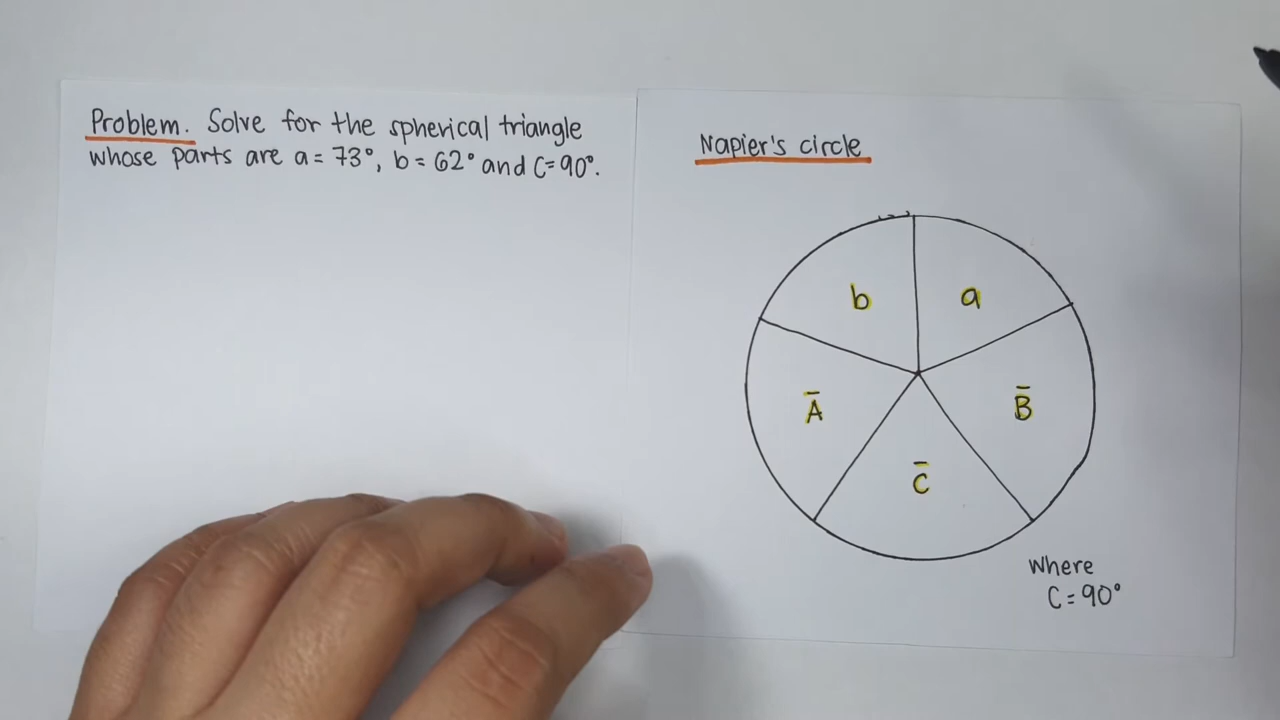 Problem. Solve for the spherical triangle
whose parts are a = 73°, b = 62° and C = 90°.
Napier's circle
b
a
A̅
B̅
c̅
Where
C = 90°